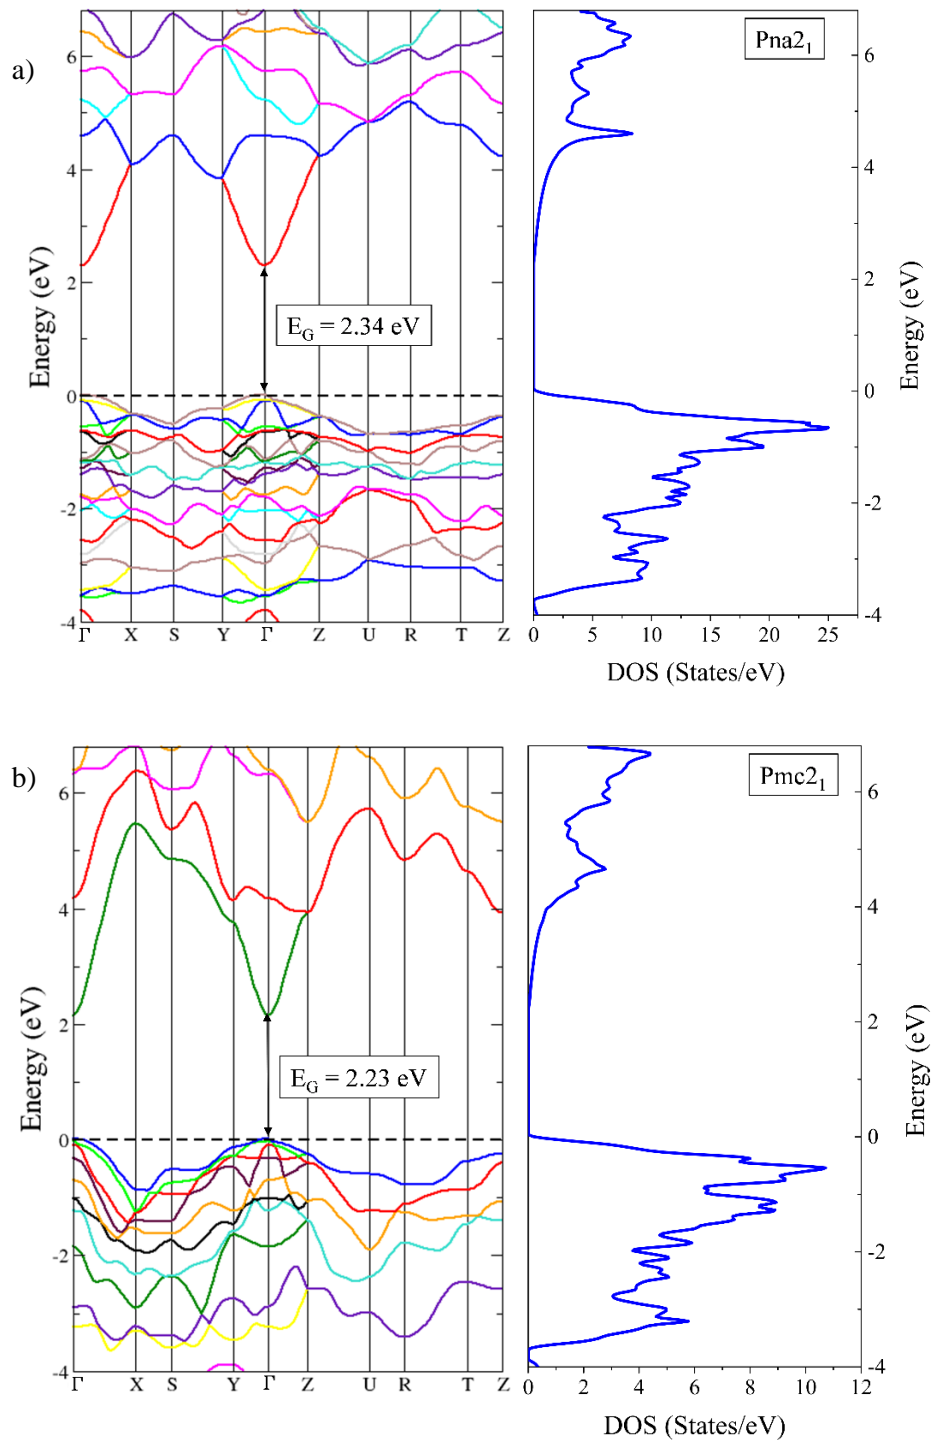 a)
Energy (eV)
6
4
2
0
-2
-4
E_G = 2.34 eV
Γ X S Y Γ Z U R T Z
Pna2₁
6
4
2
0
-2
-4
Energy (eV)
0 5 10 15 20 25
DOS (States/eV)
b)
Energy (eV)
6
4
2
0
-2
-4
E_G = 2.23 eV
Γ X S Y Γ Z U R T Z
Pmc2₁
6
4
2
0
-2
-4
Energy (eV)
0 2 4 6 8 10 12
DOS (States/eV)